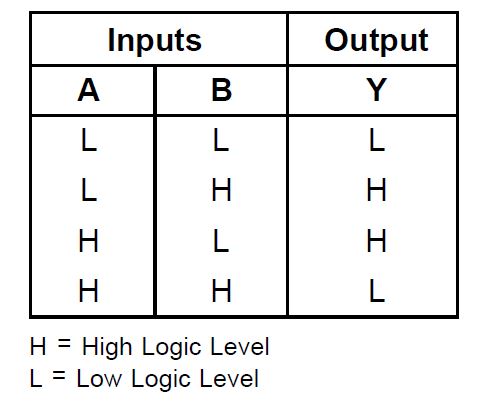 Inputs Output
A B Y
L L L
L H H
H L H
H H L
H = High Logic Level
L = Low Logic Level